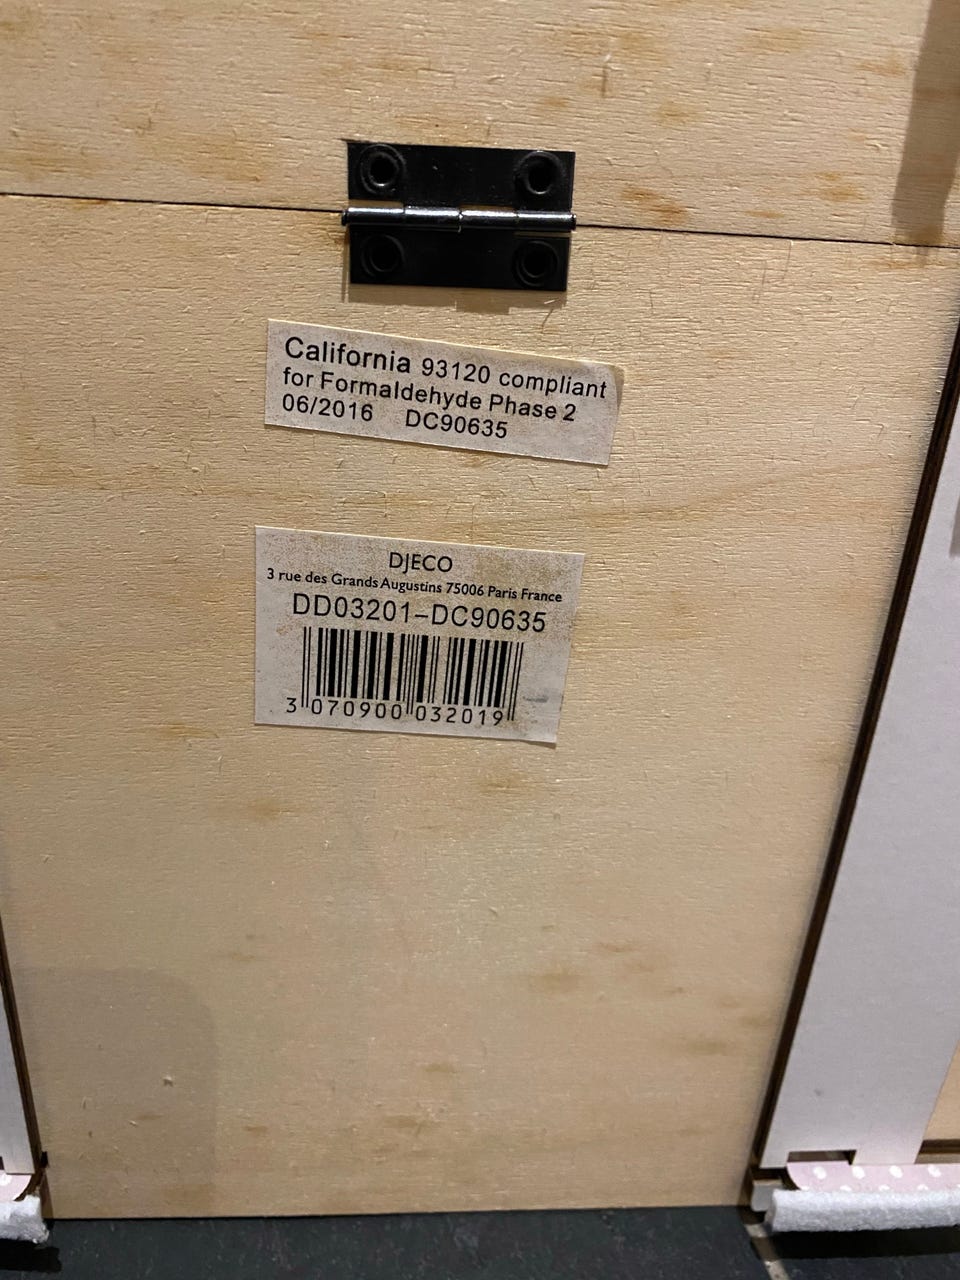 California 93120 compliant
for Formaldehyde Phase 2
06/2016 DC90635
DJECO
3 rue des Grands Augustins 75006 Paris France
DD03201-DC90635
3 070900 032019